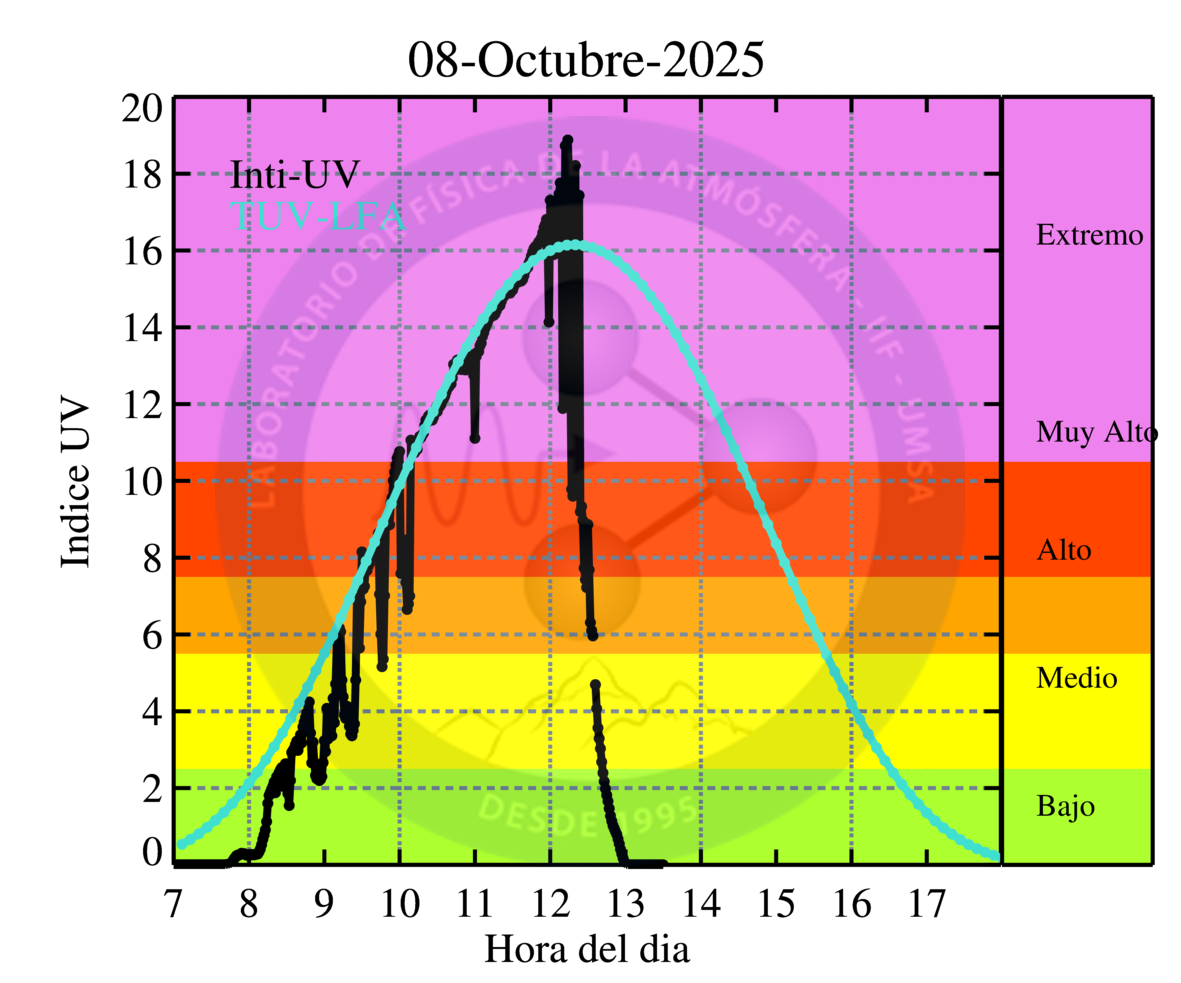 08-Octubre-2025
Inti-UV
TUV-LFA
LABORATORIO DE FÍSICA DE LA ATMÓSFERA - IIF - UMSA
DESDE 1995
Indice UV
20
18
16
14
12
10
8
6
4
2
0
Extremo
Muy Alto
Alto
Medio
Bajo
7 8 9 10 11 12 13 14 15 16 17
Hora del dia